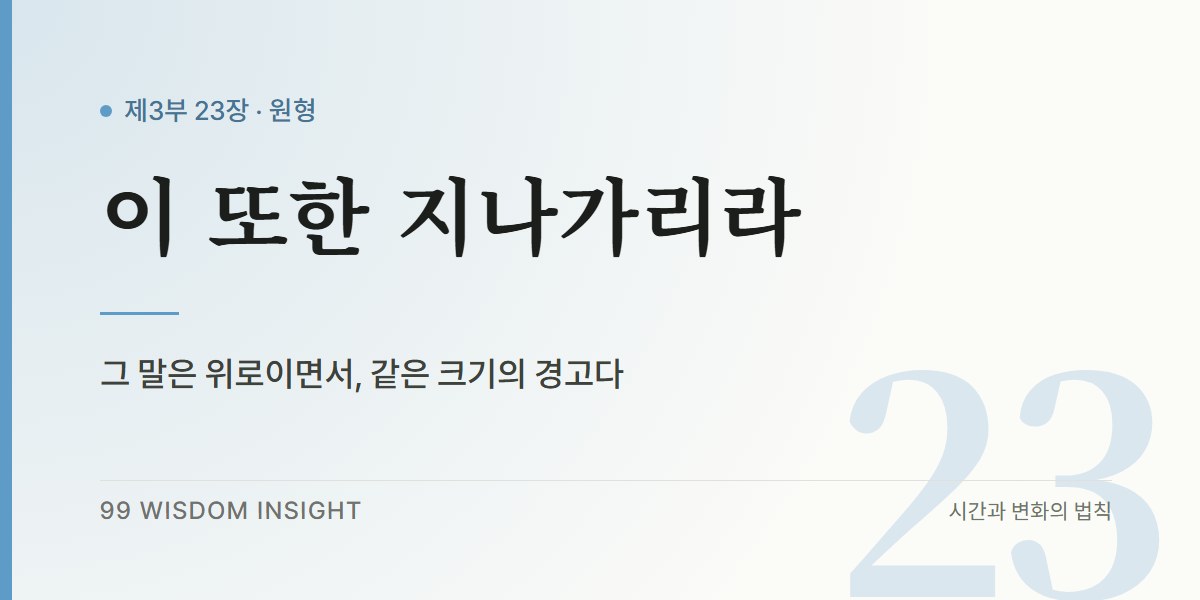 제3부 23장 · 원형
이 또한 지나가리라
그 말은 위로이면서, 같은 크기의 경고다
99 WISDOM INSIGHT
시간과 변화의 법칙
23